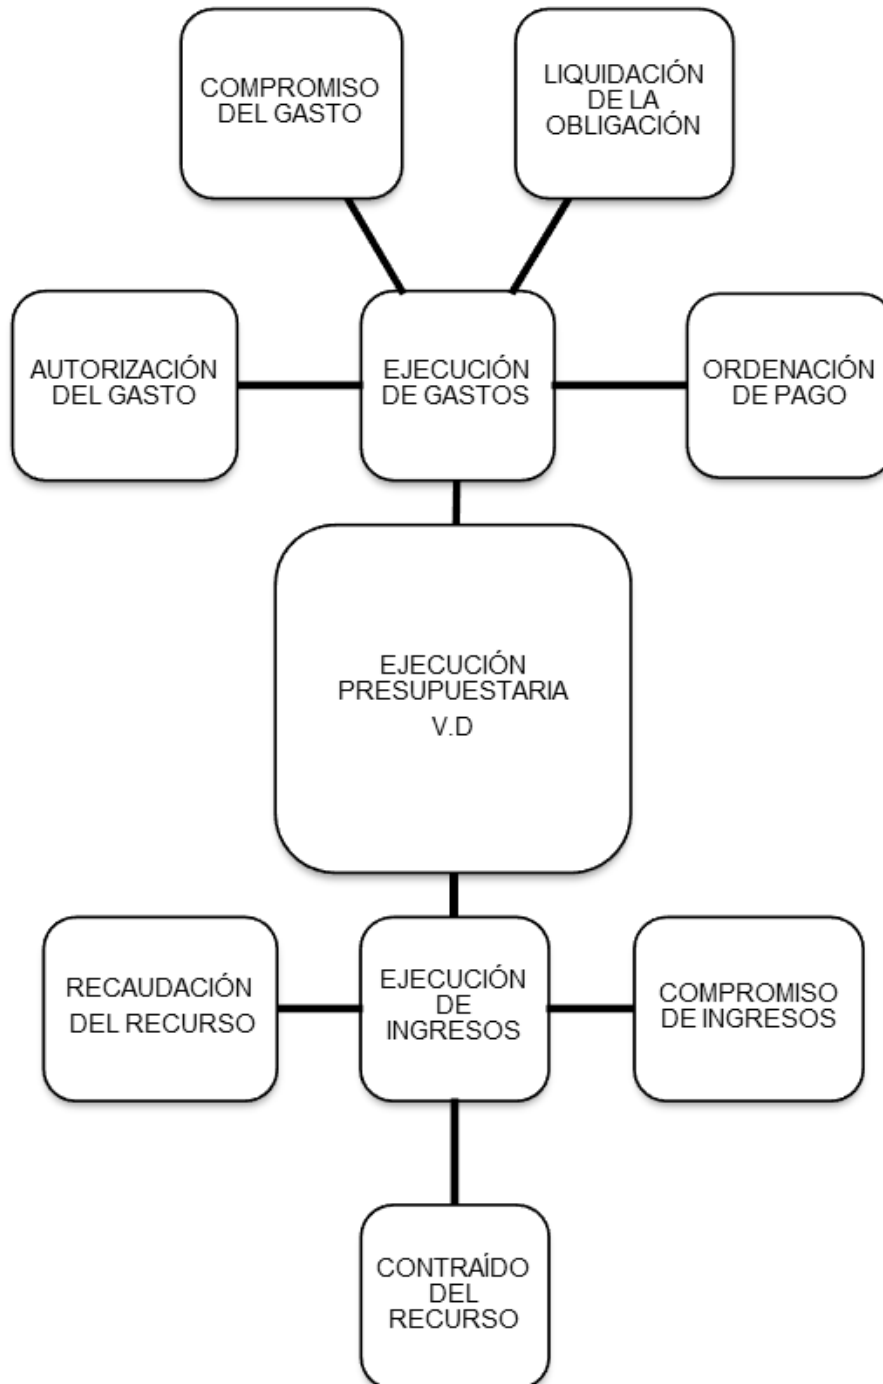 COMPROMISO
DEL GASTO
LIQUIDACIÓN
DE LA
OBLIGACIÓN
AUTORIZACIÓN
DEL GASTO
EJECUCIÓN
DE GASTOS
ORDENACIÓN
DE PAGO
EJECUCIÓN
PRESUPUESTARIA
V.D
RECAUDACIÓN
DEL RECURSO
EJECUCIÓN
DE
INGRESOS
COMPROMISO
DE INGRESOS
CONTRAÍDO
DEL
RECURSO